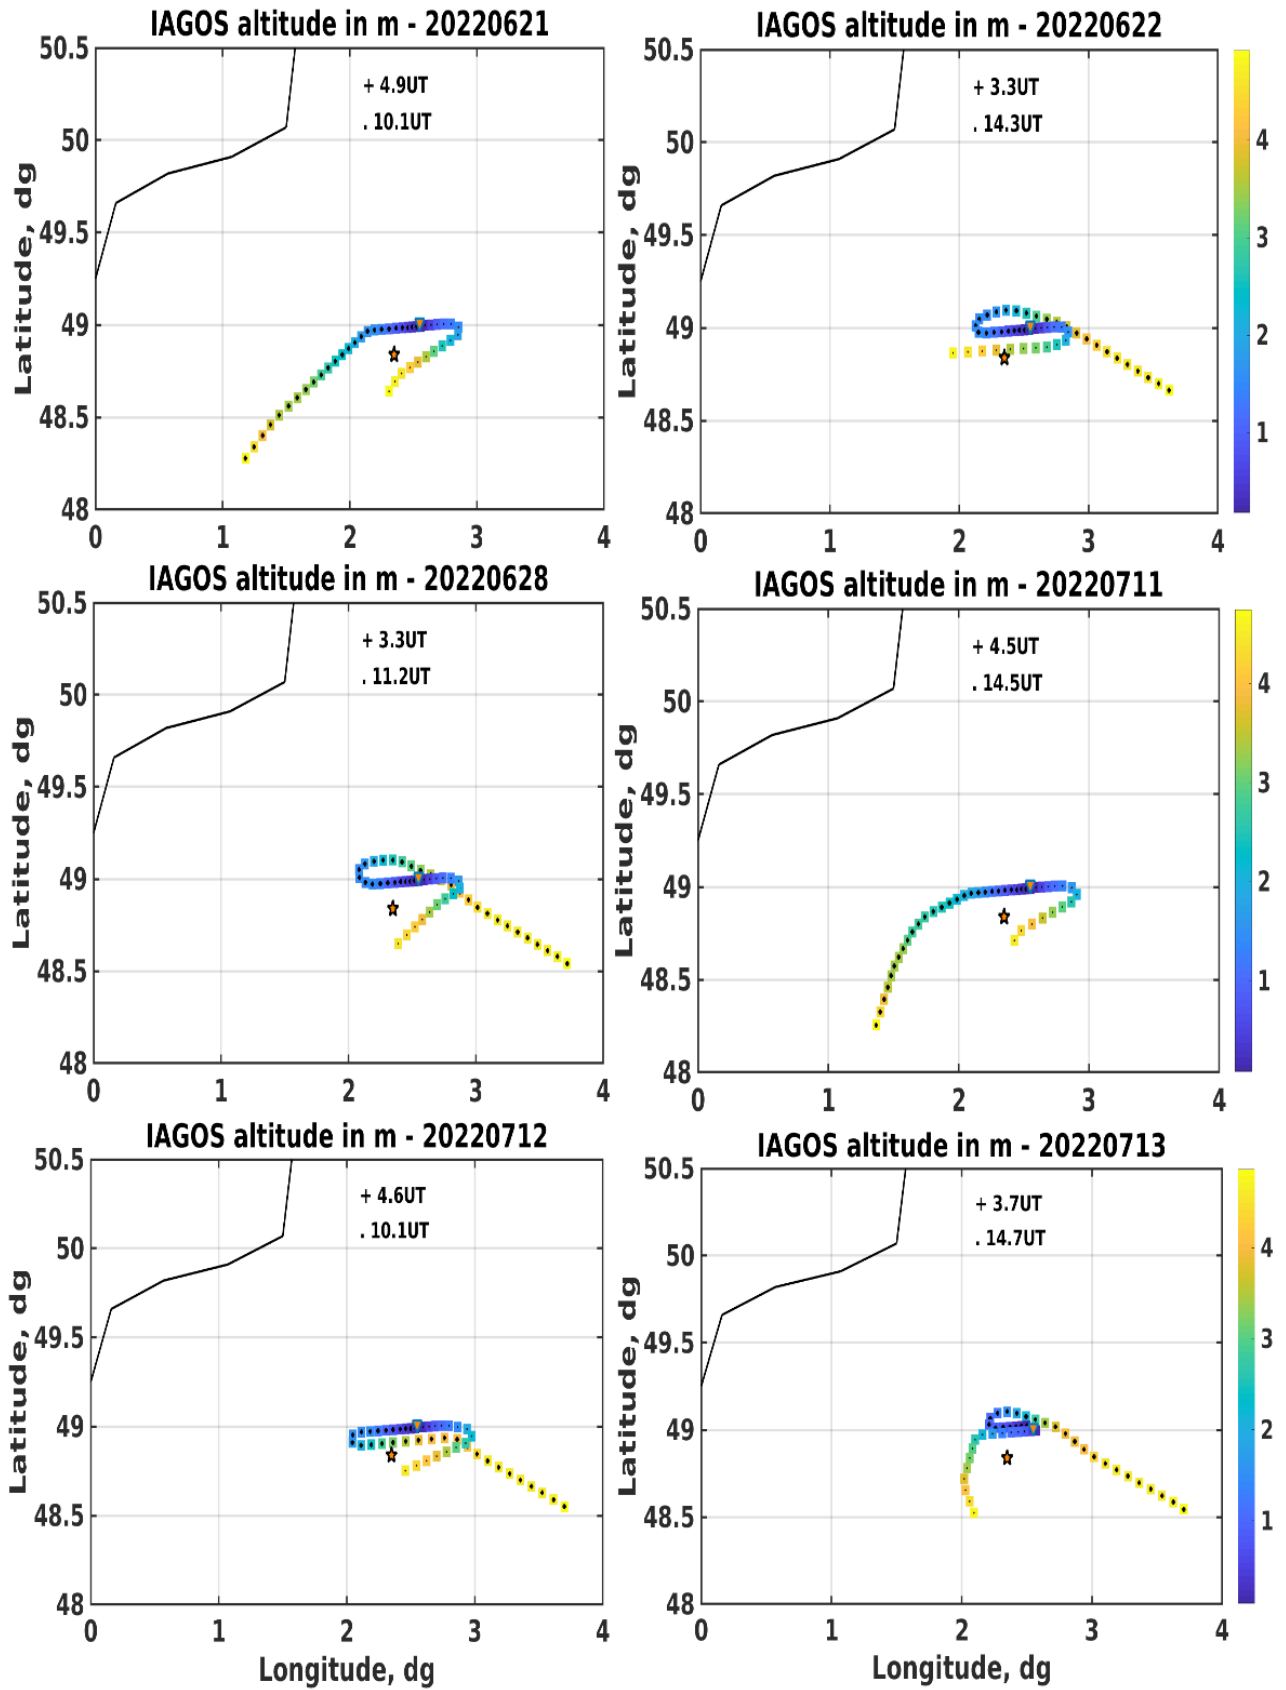 IAGOS altitude in m - 20220621
+ 4.9UT
. 10.1UT
50.5
50
49.5
49
48.5
48
0 1 2 3 4
Latitude, dg
IAGOS altitude in m - 20220622
+ 3.3UT
. 14.3UT
50.5
50
49.5
49
48.5
48
0 1 2 3 4
Latitude, dg
4
3
2
1
IAGOS altitude in m - 20220628
+ 3.3UT
. 11.2UT
50.5
50
49.5
49
48.5
48
0 1 2 3 4
Latitude, dg
IAGOS altitude in m - 20220711
+ 4.5UT
. 14.5UT
50.5
50
49.5
49
48.5
48
0 1 2 3 4
Latitude, dg
4
3
2
1
IAGOS altitude in m - 20220712
+ 4.6UT
. 10.1UT
50.5
50
49.5
49
48.5
48
0 1 2 3 4
Latitude, dg
Longitude, dg
IAGOS altitude in m - 20220713
+ 3.7UT
. 14.7UT
50.5
50
49.5
49
48.5
48
0 1 2 3 4
Latitude, dg
Longitude, dg
4
3
2
1